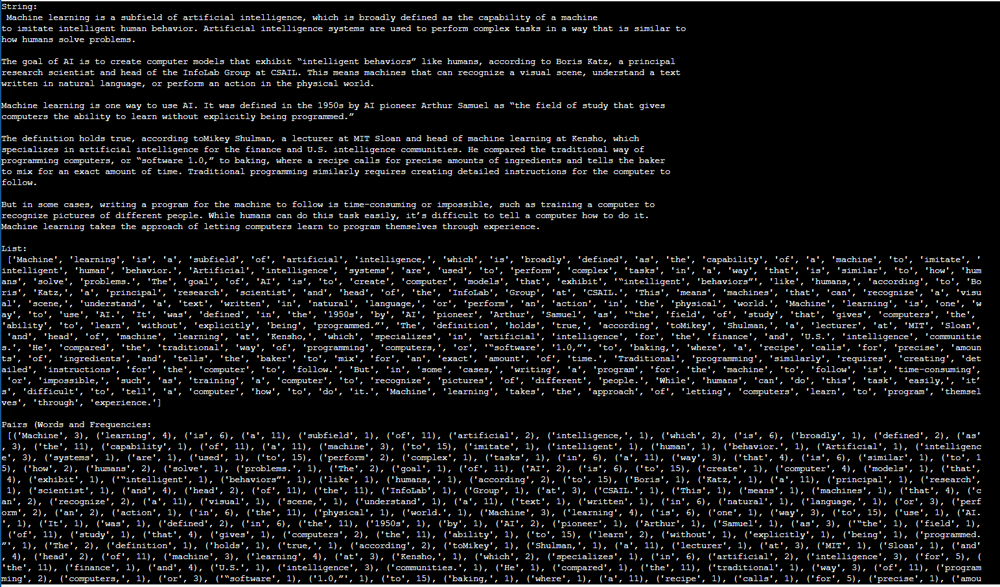 String:
 Machine learning is a subfield of artificial intelligence, which is broadly defined as the capability of a machine
to imitate intelligent human behavior. Artificial intelligence systems are used to perform complex tasks in a way that is similar to
how humans solve problems.

The goal of AI is to create computer models that exhibit “intelligent behaviors” like humans, according to Boris Katz, a principal
research scientist and head of the InfoLab Group at CSAIL. This means machines that can recognize a visual scene, understand a text
written in natural language, or perform an action in the physical world.

Machine learning is one way to use AI. It was defined in the 1950s by AI pioneer Arthur Samuel as “the field of study that gives
computers the ability to learn without explicitly being programmed.”

The definition holds true, according toMikey Shulman, a lecturer at MIT Sloan and head of machine learning at Kensho, which
specializes in artificial intelligence for the finance and U.S. intelligence communities. He compared the traditional way of
programming computers, or “software 1.0,” to baking, where a recipe calls for precise amounts of ingredients and tells the baker
to mix for an exact amount of time. Traditional programming similarly requires creating detailed instructions for the computer to
follow.

But in some cases, writing a program for the machine to follow is time-consuming or impossible, such as training a computer to
recognize pictures of different people. While humans can do this task easily, it’s difficult to tell a computer how to do it.
Machine learning takes the approach of letting computers learn to program themselves through experience.

List:
 ['Machine', 'learning', 'is', 'a', 'subfield', 'of', 'artificial', 'intelligence,', 'which', 'is', 'broadly', 'defined', 'as', 'the', 'capability', 'of', 'a', 'machine', 'to', 'imitate', '
intelligent', 'human', 'behavior.', 'Artificial', 'intelligence', 'systems', 'are', 'used', 'to', 'perform', 'complex', 'tasks', 'in', 'a', 'way', 'that', 'is', 'similar', 'to', 'how', 'hum
ans', 'solve', 'problems.', 'The', 'goal', 'of', 'AI', 'is', 'to', 'create', 'computer', 'models', 'that', 'exhibit', '“intelligent', 'behaviors”', 'like', 'humans,', 'according', 'to', 'Bo
ris', 'Katz,', 'a', 'principal', 'research', 'scientist', 'and', 'head', 'of', 'the', 'InfoLab', 'Group', 'at', 'CSAIL.', 'This', 'means', 'machines', 'that', 'can', 'recognize', 'a', 'visu
al', 'scene,', 'understand', 'a', 'text', 'written', 'in', 'natural', 'language,', 'or', 'perform', 'an', 'action', 'in', 'the', 'physical', 'world.', 'Machine', 'learning', 'is', 'one', 'w
ay', 'to', 'use', 'AI.', 'It', 'was', 'defined', 'in', 'the', '1950s', 'by', 'AI', 'pioneer', 'Arthur', 'Samuel', 'as', '“the', 'field', 'of', 'study', 'that', 'gives', 'computers', 'the', 
'ability', 'to', 'learn', 'without', 'explicitly', 'being', 'programmed.”', 'The', 'definition', 'holds', 'true,', 'according', 'toMikey', 'Shulman,', 'a', 'lecturer', 'at', 'MIT', 'Sloan',
 'and', 'head', 'of', 'machine', 'learning', 'at', 'Kensho,', 'which', 'specializes', 'in', 'artificial', 'intelligence', 'for', 'the', 'finance', 'and', 'U.S.', 'intelligence', 'communitie
s.', 'He', 'compared', 'the', 'traditional', 'way', 'of', 'programming', 'computers,', 'or', '“software', '1.0,”', 'to', 'baking,', 'where', 'a', 'recipe', 'calls', 'for', 'precise', 'amoun
ts', 'of', 'ingredients', 'and', 'tells', 'the', 'baker', 'to', 'mix', 'for', 'an', 'exact', 'amount', 'of', 'time.', 'Traditional', 'programming', 'similarly', 'requires', 'creating', 'det
ailed', 'instructions', 'for', 'the', 'computer', 'to', 'follow.', 'But', 'in', 'some', 'cases,', 'writing', 'a', 'program', 'for', 'the', 'machine', 'to', 'follow', 'is', 'time-consuming',
 'or', 'impossible,', 'such', 'as', 'training', 'a', 'computer', 'to', 'recognize', 'pictures', 'of', 'different', 'people.', 'While', 'humans', 'can', 'do', 'this', 'task', 'easily,', 'it’
s', 'difficult', 'to', 'tell', 'a', 'computer', 'how', 'to', 'do', 'it.', 'Machine', 'learning', 'takes', 'the', 'approach', 'of', 'letting', 'computers', 'learn', 'to', 'program', 'themsel
ves', 'through', 'experience.']

Pairs (Words and Frequencies:
 [('Machine', 3), ('learning', 4), ('is', 6), ('a', 11), ('subfield', 1), ('of', 11), ('artificial', 2), ('intelligence,', 1), ('which', 2), ('is', 6), ('broadly', 1), ('defined', 2), ('as'
, 3), ('the', 11), ('capability', 1), ('of', 11), ('a', 11), ('machine', 3), ('to', 15), ('imitate', 1), ('intelligent', 1), ('human', 1), ('behavior.', 1), ('Artificial', 1), ('intelligenc
e', 3), ('systems', 1), ('are', 1), ('used', 1), ('to', 15), ('perform', 2), ('complex', 1), ('tasks', 1), ('in', 6), ('a', 11), ('way', 3), ('that', 4), ('is', 6), ('similar', 1), ('to', 1
5), ('how', 2), ('humans', 2), ('solve', 1), ('problems.', 1), ('The', 2), ('goal', 1), ('of', 11), ('AI', 2), ('is', 6), ('to', 15), ('create', 1), ('computer', 4), ('models', 1), ('that',
 4), ('exhibit', 1), ('“intelligent', 1), ('behaviors”', 1), ('like', 1), ('humans,', 1), ('according', 2), ('to', 15), ('Boris', 1), ('Katz,', 1), ('a', 11), ('principal', 1), ('research',
 1), ('scientist', 1), ('and', 4), ('head', 2), ('of', 11), ('the', 11), ('InfoLab', 1), ('Group', 1), ('at', 3), ('CSAIL.', 1), ('This', 1), ('means', 1), ('machines', 1), ('that', 4), ('c
an', 2), ('recognize', 2), ('a', 11), ('visual', 1), ('scene,', 1), ('understand', 1), ('a', 11), ('text', 1), ('written', 1), ('in', 6), ('natural', 1), ('language,', 1), ('or', 3), ('perf
orm', 2), ('an', 2), ('action', 1), ('in', 6), ('the', 11), ('physical', 1), ('world.', 1), ('Machine', 3), ('learning', 4), ('is', 6), ('one', 1), ('way', 3), ('to', 15), ('use', 1), ('AI.
', 1), ('It', 1), ('was', 1), ('defined', 2), ('in', 6), ('the', 11), ('1950s', 1), ('by', 1), ('AI', 2), ('pioneer', 1), ('Arthur', 1), ('Samuel', 1), ('as', 3), ('“the', 1), ('field', 1),
 ('of', 11), ('study', 1), ('that', 4), ('gives', 1), ('computers', 2), ('the', 11), ('ability', 1), ('to', 15), ('learn', 2), ('without', 1), ('explicitly', 1), ('being', 1), ('programmed.
”', 1), ('The', 2), ('definition', 1), ('holds', 1), ('true,', 1), ('according', 2), ('toMikey', 1), ('Shulman,', 1), ('a', 11), ('lecturer', 1), ('at', 3), ('MIT', 1), ('Sloan', 1), ('and'
, 4), ('head', 2), ('of', 11), ('machine', 3), ('learning', 4), ('at', 3), ('Kensho,', 1), ('which', 2), ('specializes', 1), ('in', 6), ('artificial', 2), ('intelligence', 3), ('for', 5), (
'the', 11), ('finance', 1), ('and', 4), ('U.S.', 1), ('intelligence', 3), ('communities.', 1), ('He', 1), ('compared', 1), ('the', 11), ('traditional', 1), ('way', 3), ('of', 11), ('program
ming', 2), ('computers,', 1), ('or', 3), ('“software', 1), ('1.0,”', 1), ('to', 15), ('baking,', 1), ('where', 1), ('a', 11), ('recipe', 1), ('calls', 1), ('for', 5), ('precise', 1), ('amou